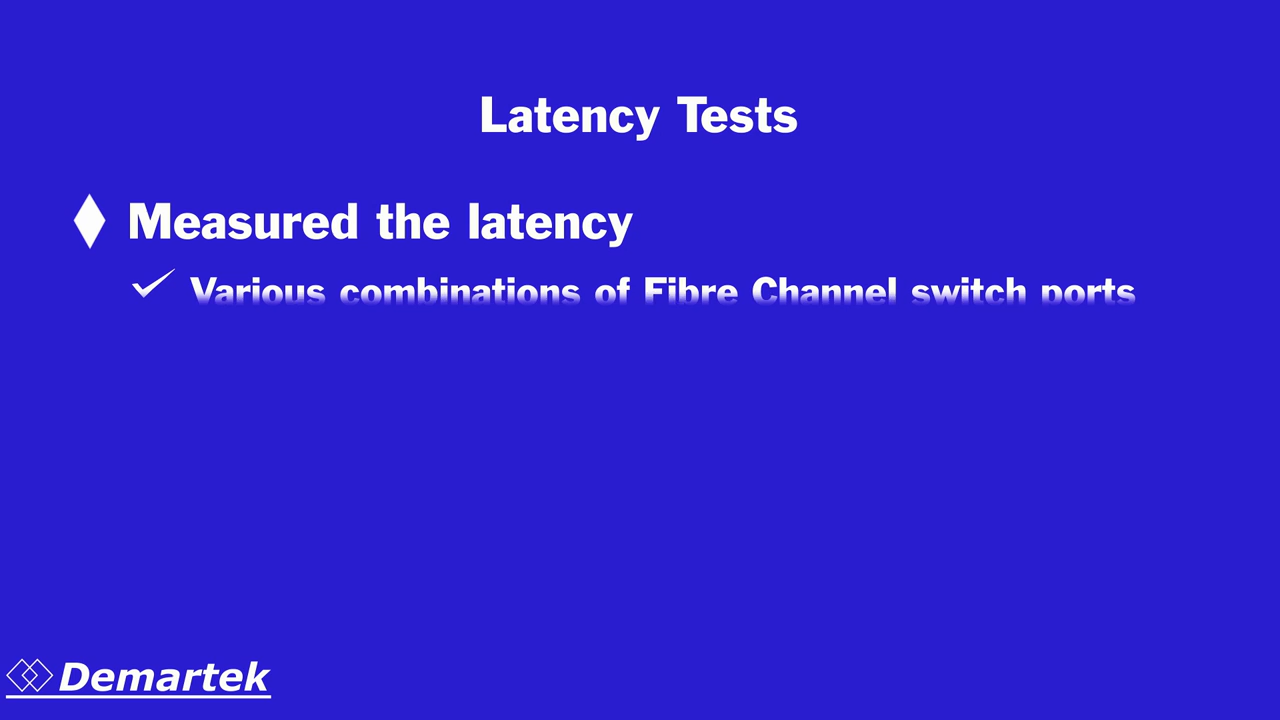 Latency Tests
Measured the latency
Various combinations of Fibre Channel switch ports
Demartek